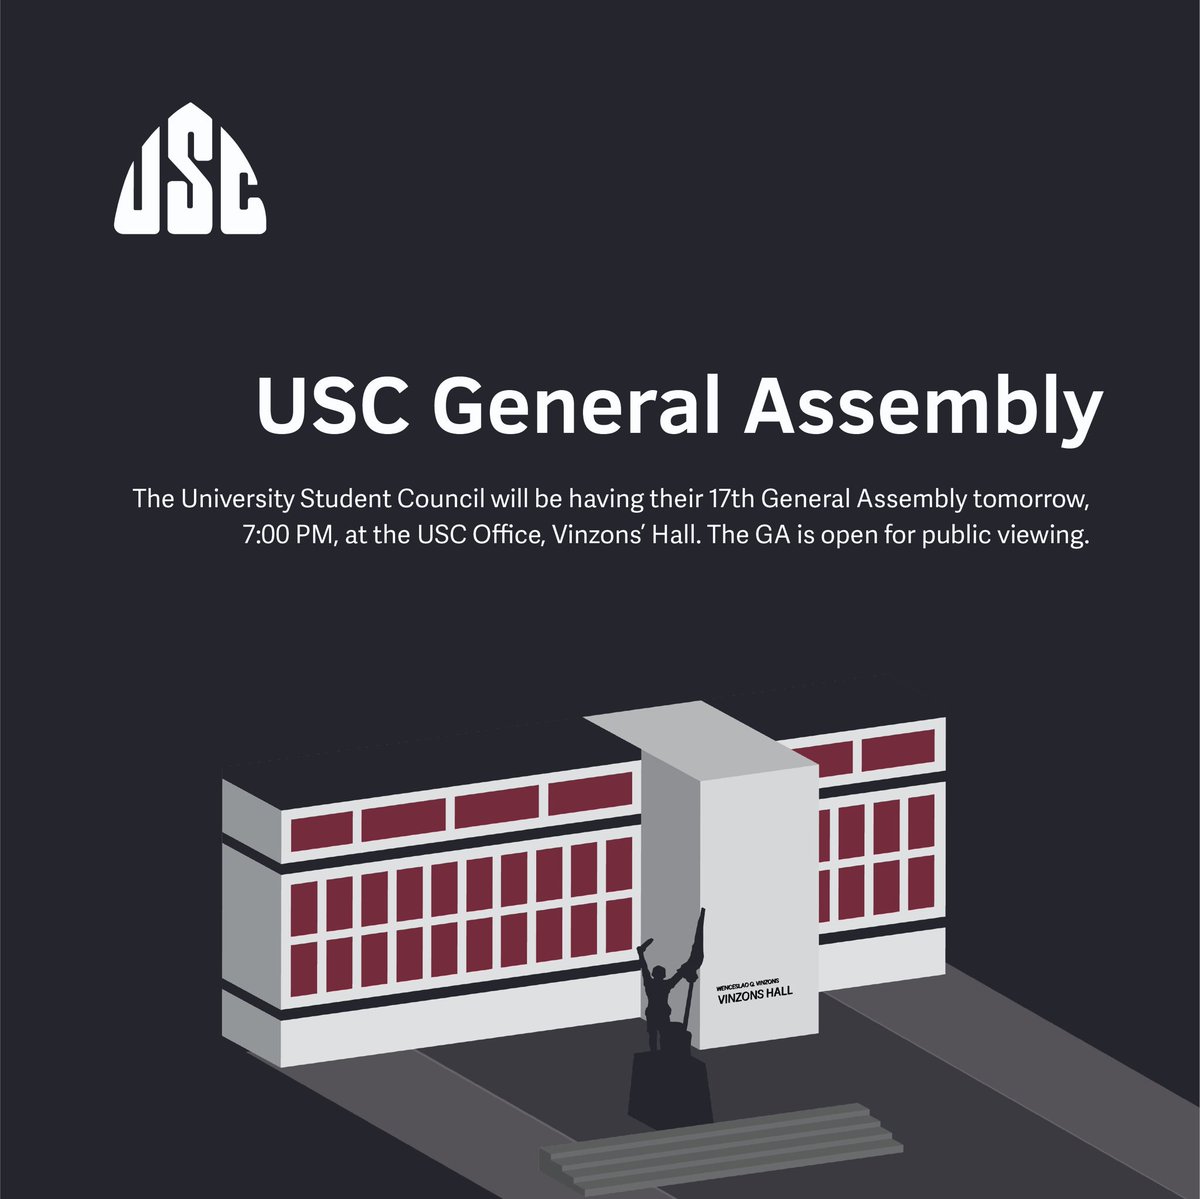 USC
USC General Assembly
The University Student Council will be having their 17th General Assembly tomorrow,
7:00 PM, at the USC Office, Vinzons’ Hall. The GA is open for public viewing.
WENCESLAO Q. VINZONS
VINZONS HALL